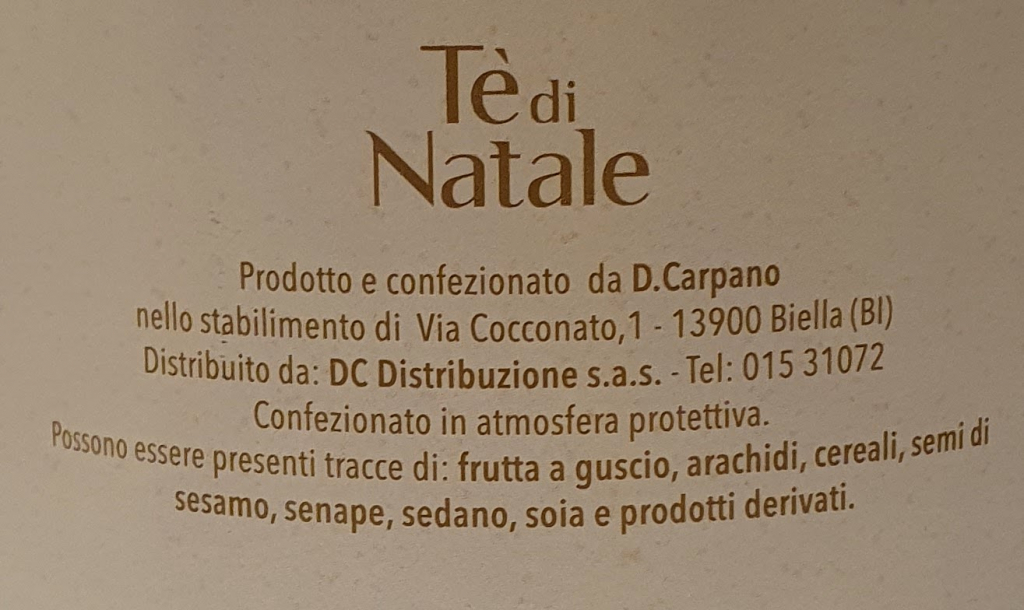 Tè di
Natale
Prodotto e confezionato da D.Carpano
nello stabilimento di Via Cocconato,1 - 13900 Biella (BI)
Distribuito da: DC Distribuzione s.a.s. - Tel: 015 31072
Confezionato in atmosfera protettiva.
Possono essere presenti tracce di: frutta a guscio, arachidi, cereali, semi di
sesamo, senape, sedano, soia e prodotti derivati.